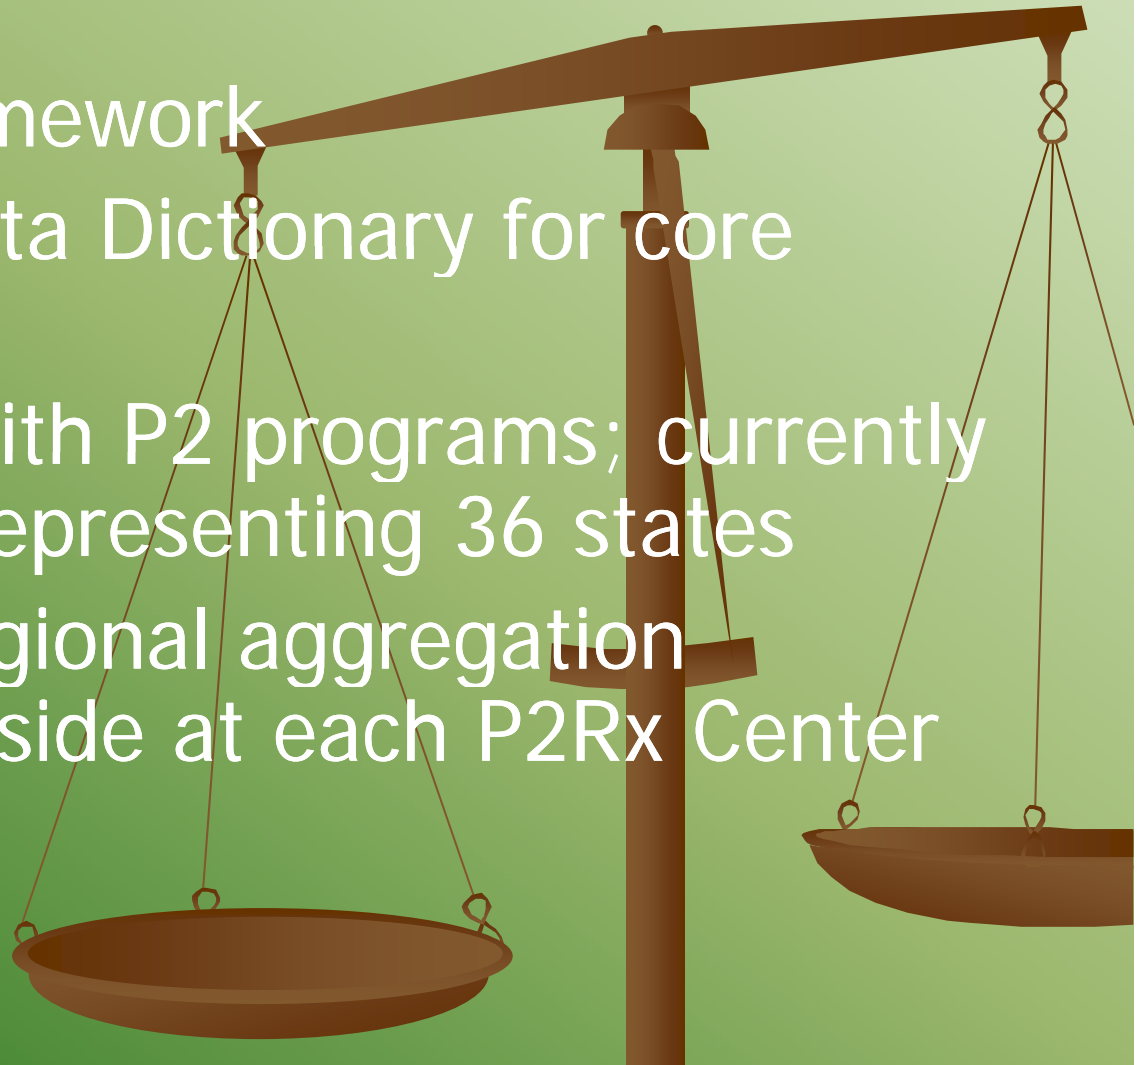 mework
ta Dictionary for core
ith P2 programs; currently
epresenting 36 states
gional aggregation
side at each P2Rx Center